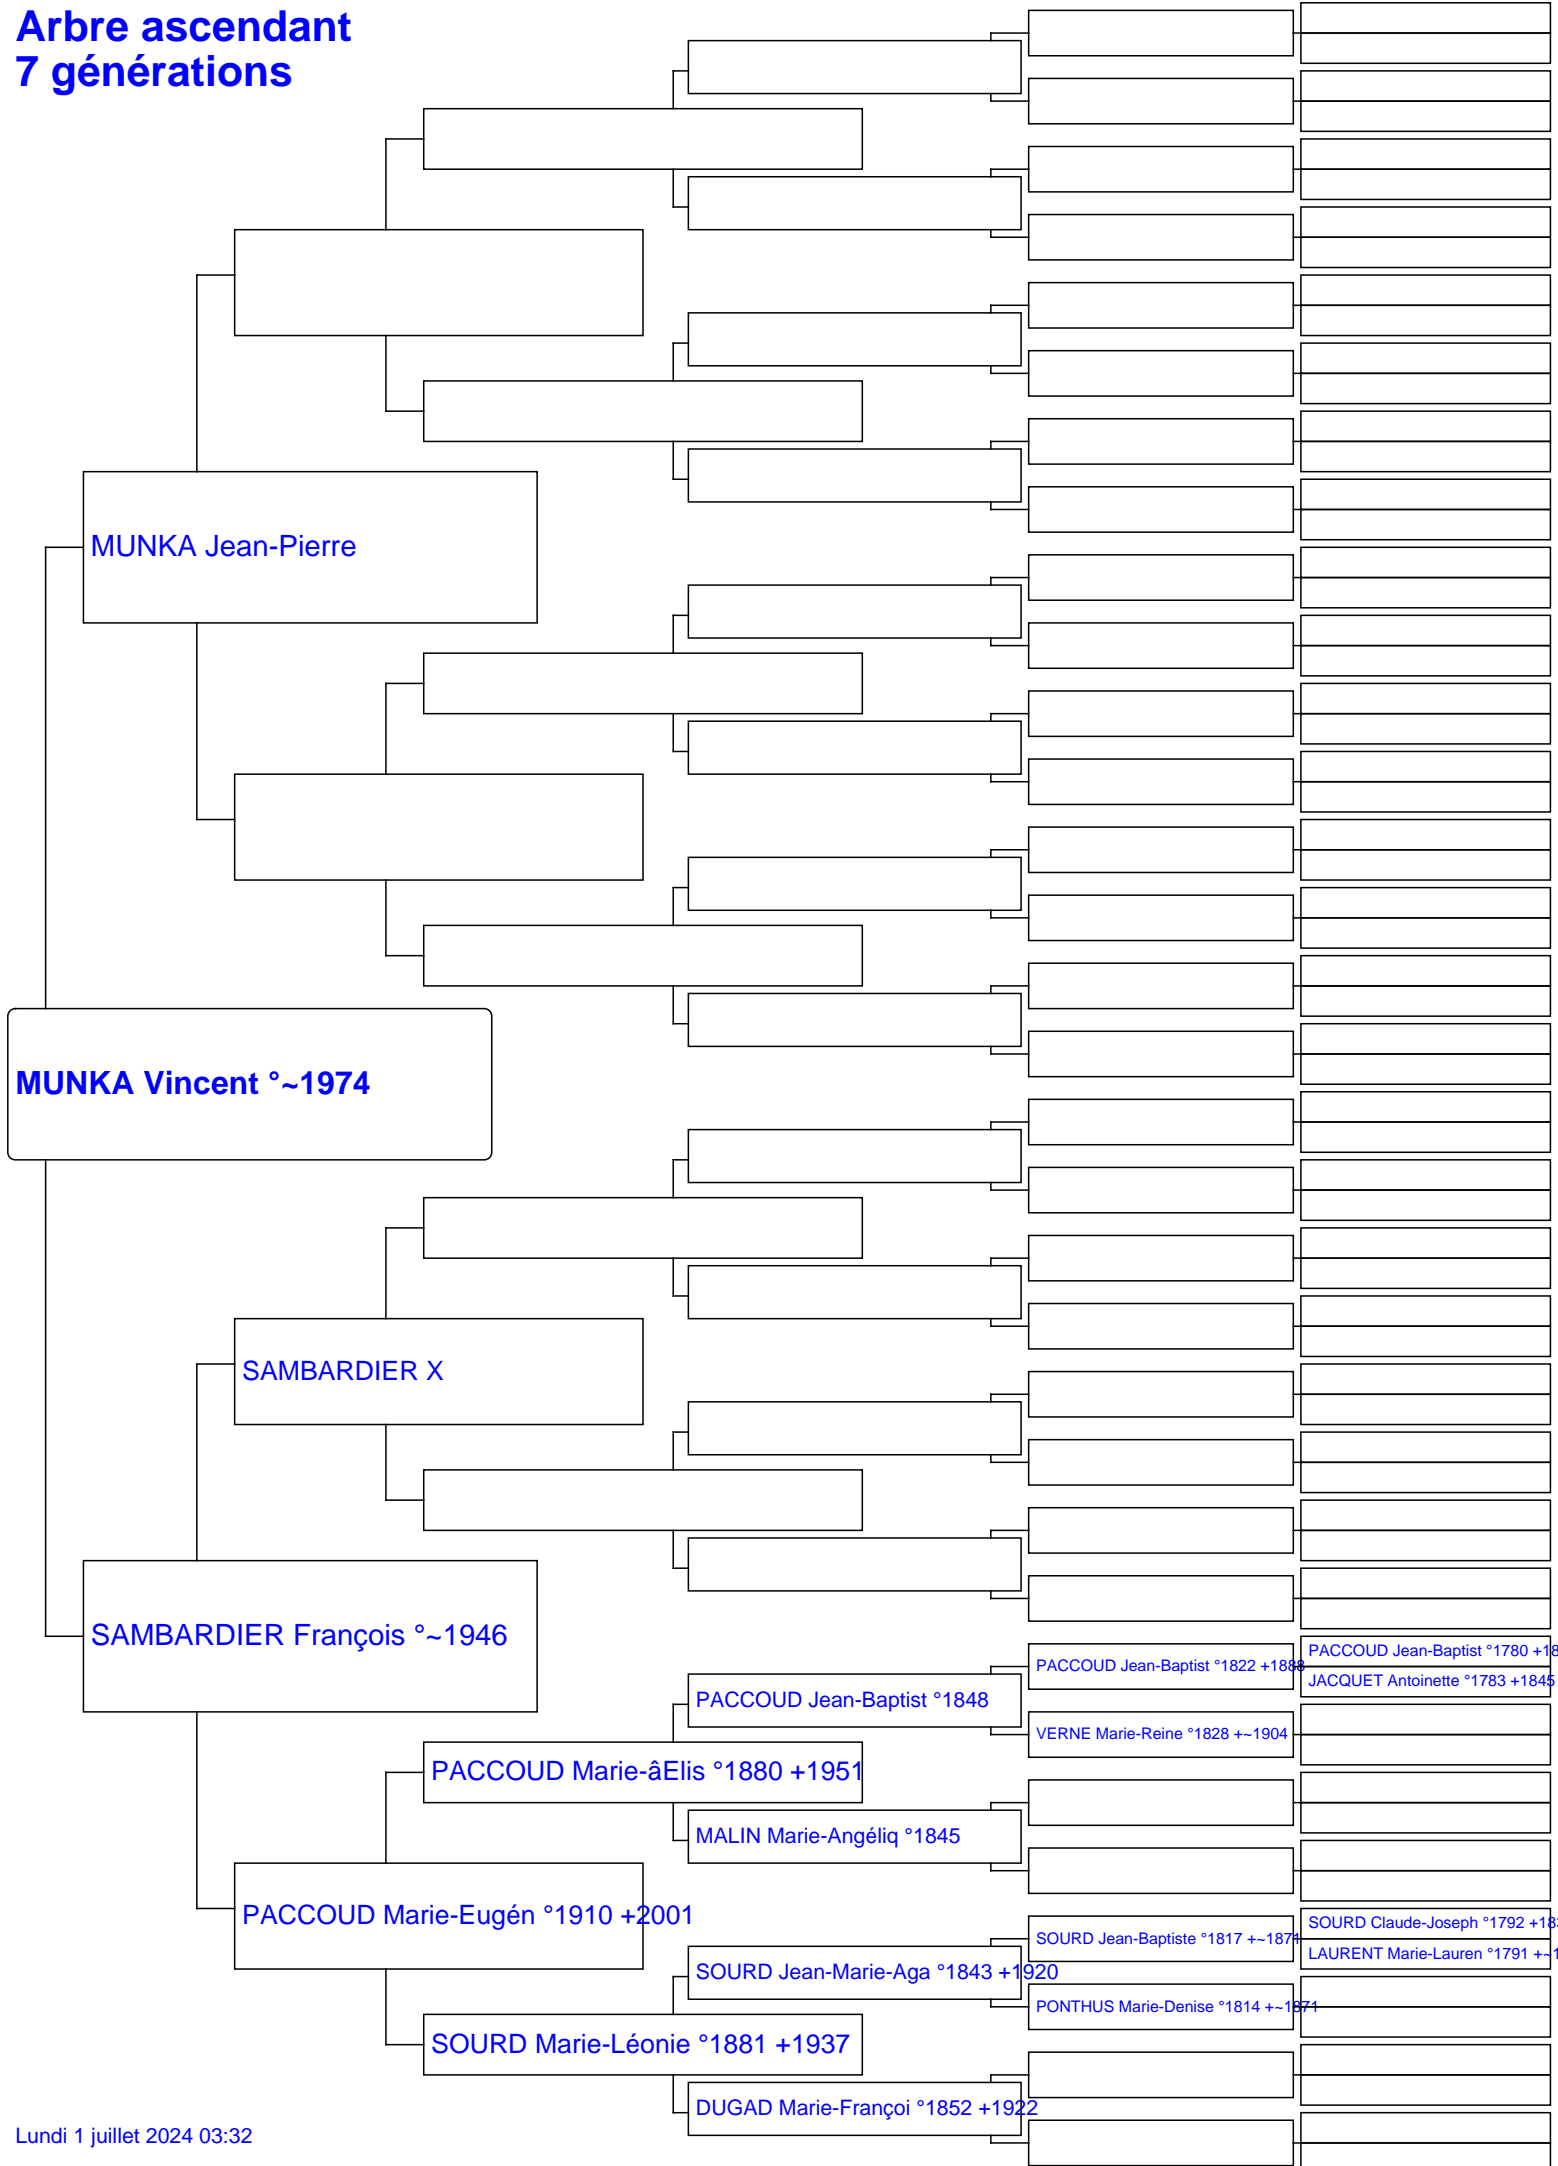 Arbre ascendant
7 générations
MUNKA Jean-Pierre
MUNKA Vincent °~1974
SAMBARDIER X
SAMBARDIER François °~1946
PACCOUD Jean-Baptist °1780 +18
PACCOUD Jean-Baptist °1822 +1888
JACQUET Antoinette °1783 +1845
PACCOUD Jean-Baptist °1848
VERNE Marie-Reine °1828 +~1904
PACCOUD Marie-âElis °1880 +1951
MALIN Marie-Angéliq °1845
PACCOUD Marie-Eugén °1910 +2001
SOURD Claude-Joseph °1792 +183
SOURD Jean-Baptiste °1817 +~1871
LAURENT Marie-Lauren °1791 +~1
SOURD Jean-Marie-Aga °1843 +1920
PONTHUS Marie-Denise °1814 +~1871
SOURD Marie-Léonie °1881 +1937
DUGAD Marie-Françoi °1852 +1922
Lundi 1 juillet 2024 03:32